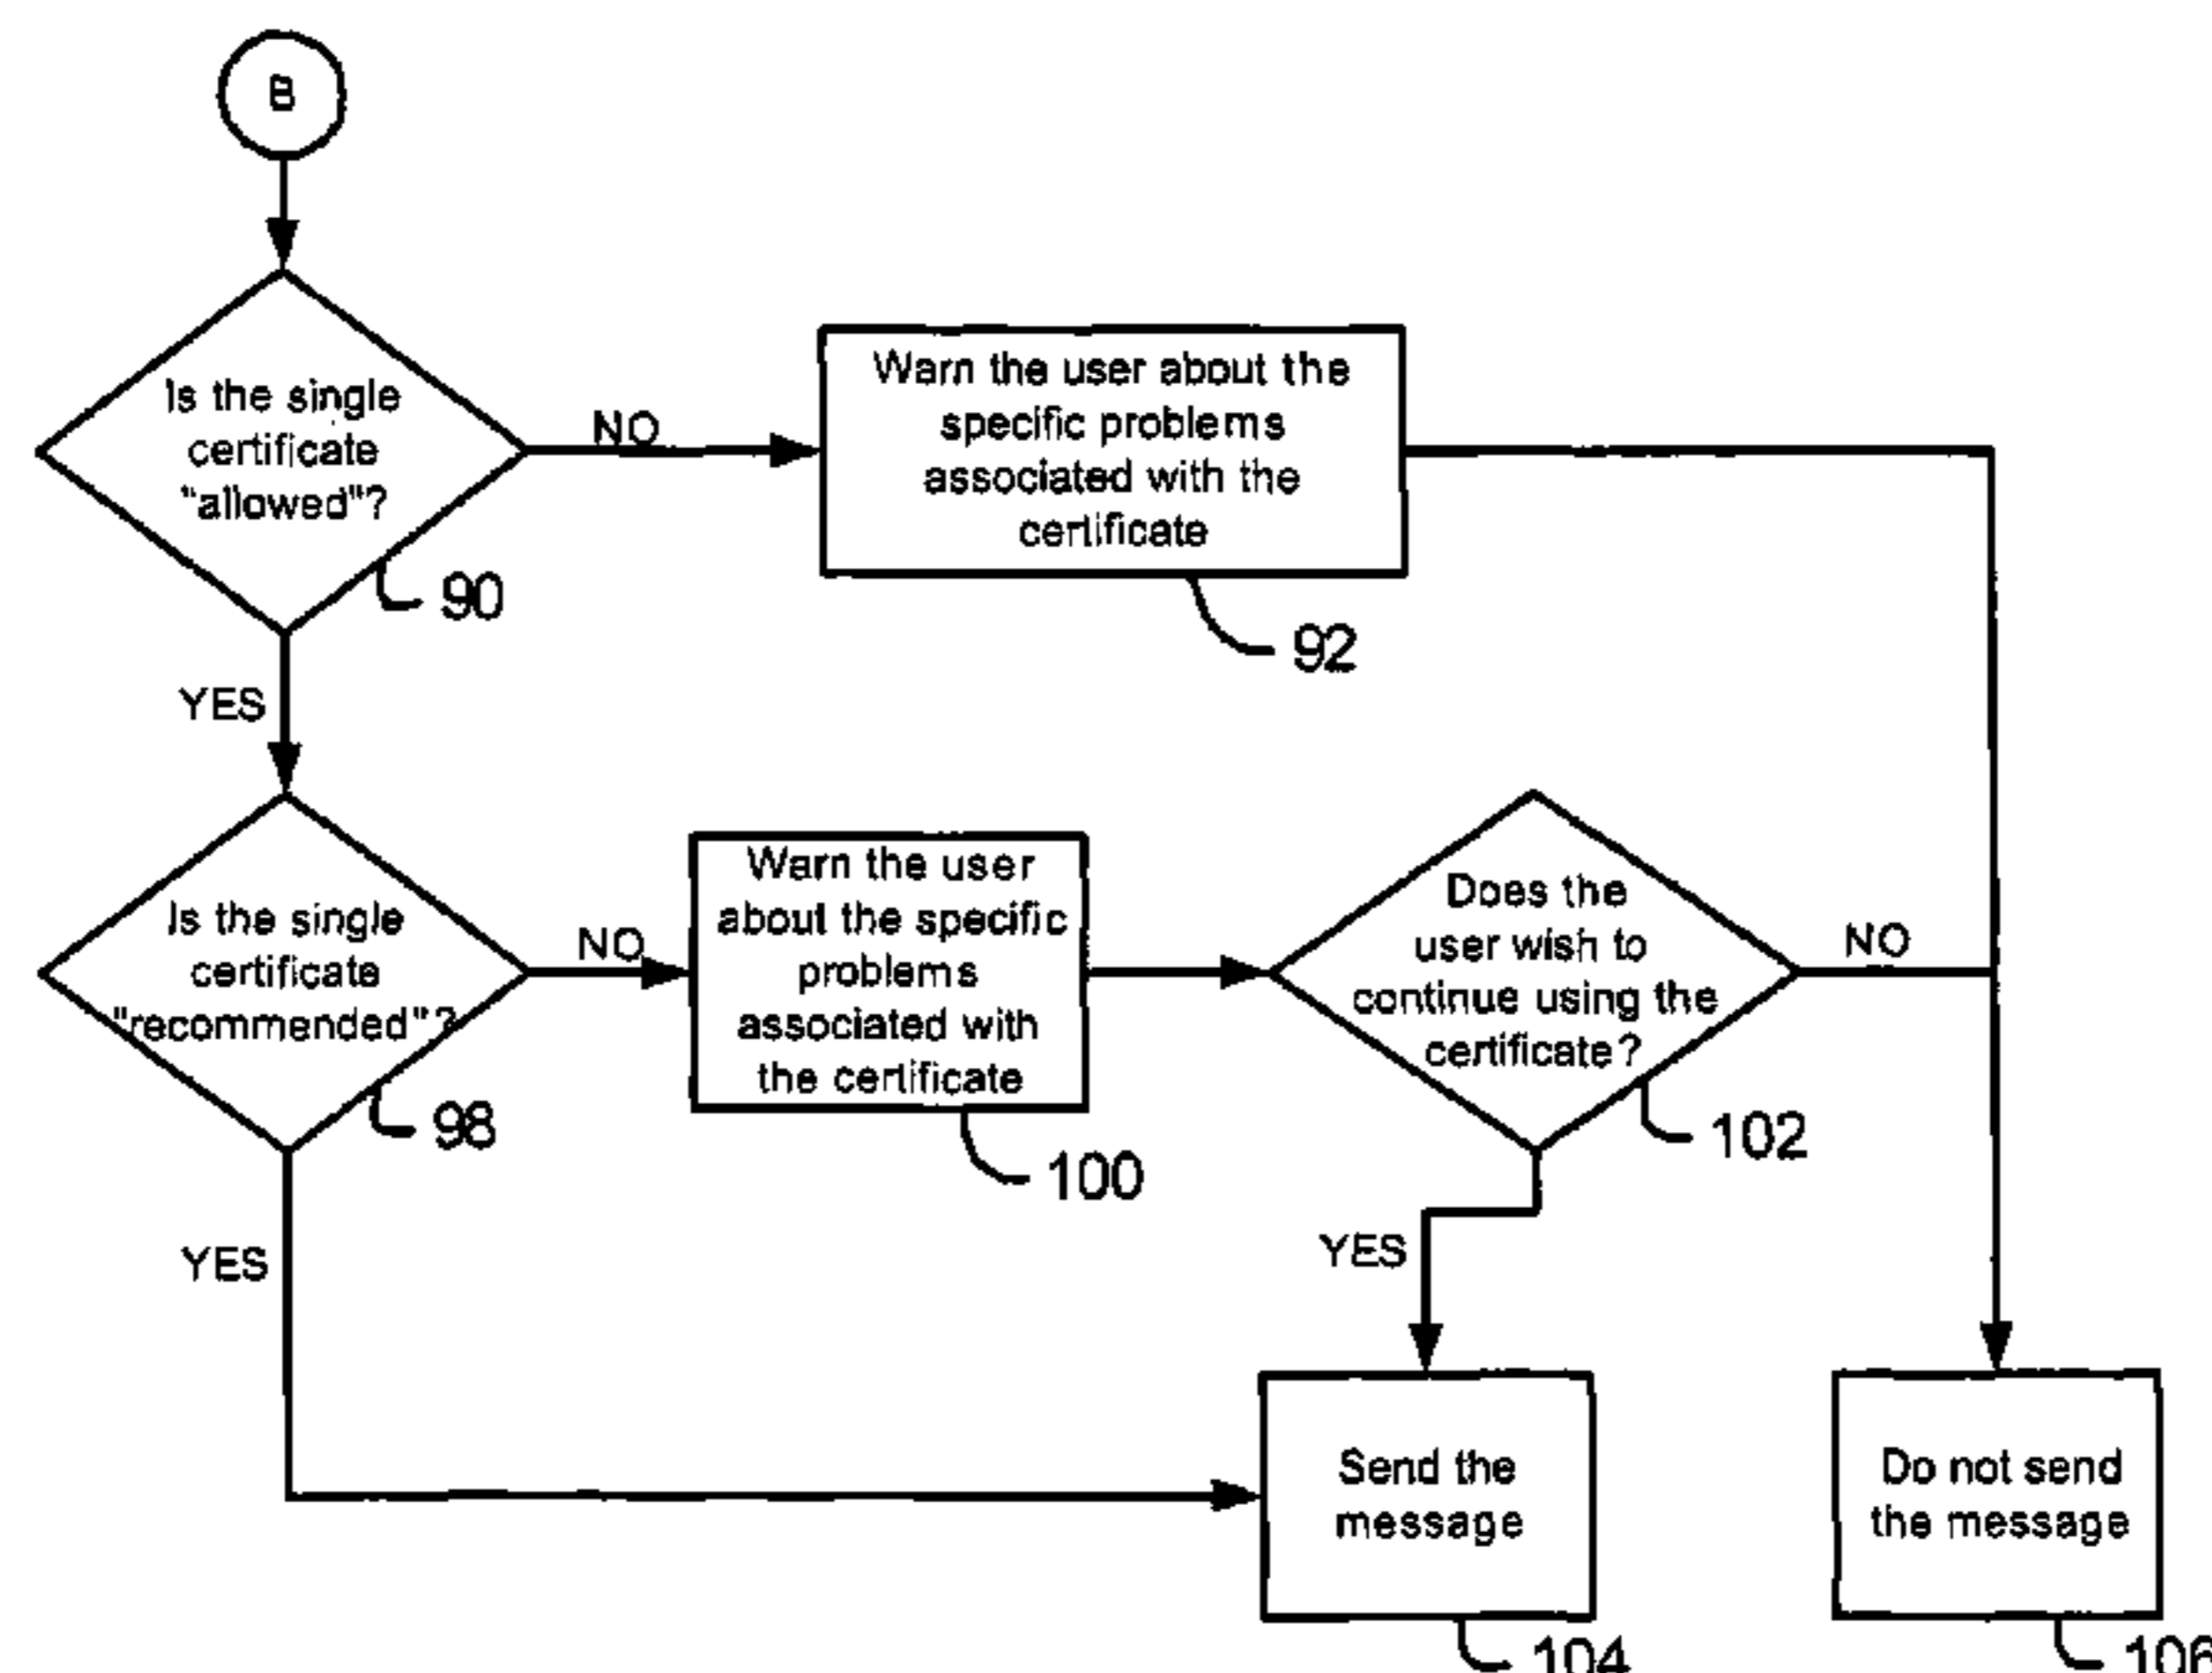 B
Is the single
certificate
"allowed"?
NO
Warn the user about the
specific problems
associated with the
certificate
90
92
YES
Is the single
certificate
"recommended"?
NO
Warn the user
about the specific
problems
associated with
the certificate
Does the
user wish to
continue using the
certificate?
NO
98
100
102
YES
YES
Send the
message
Do not send
the message
104
106